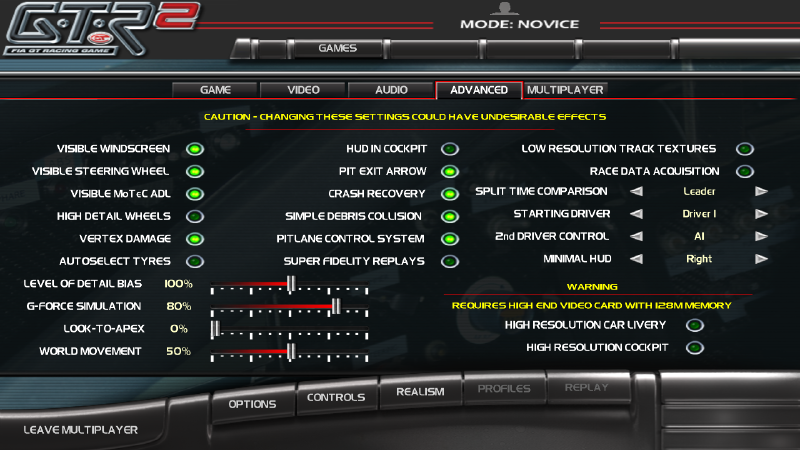 GTR2
FIA GT RACING GAME
MODE: NOVICE
GAMES
GAME VIDEO AUDIO ADVANCED MULTIPLAYER
CAUTION - CHANGING THESE SETTINGS COULD HAVE UNDESIRABLE EFFECTS
VISIBLE WINDSCREEN
VISIBLE STEERING WHEEL
VISIBLE MoTeC ADL
HIGH DETAIL WHEELS
VERTEX DAMAGE
AUTOSELECT TYRES
HUD IN COCKPIT
PIT EXIT ARROW
CRASH RECOVERY
SIMPLE DEBRIS COLLISION
PITLANE CONTROL SYSTEM
SUPER FIDELITY REPLAYS
LOW RESOLUTION TRACK TEXTURES
RACE DATA ACQUISITION
SPLIT TIME COMPARISON Leader
STARTING DRIVER Driver 1
2nd DRIVER CONTROL AI
MINIMAL HUD Right
LEVEL OF DETAIL BIAS 100%
G-FORCE SIMULATION 80%
LOOK-TO-APEX 0%
WORLD MOVEMENT 50%
WARNING
REQUIRES HIGH END VIDEO CARD WITH 128M MEMORY
HIGH RESOLUTION CAR LIVERY
HIGH RESOLUTION COCKPIT
OPTIONS CONTROLS REALISM PROFILES REPLAY
LEAVE MULTIPLAYER